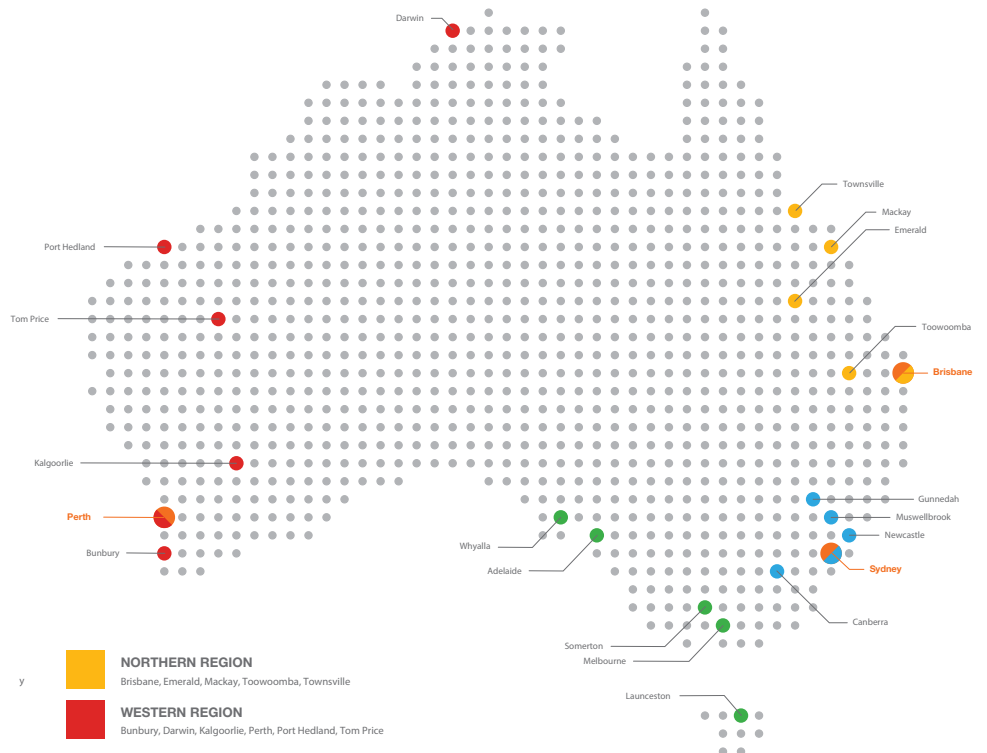 Darwin
Townsville
Mackay
Emerald
Port Hedland
Tom Price
Toowoomba
Brisbane
Kalgoorlie
Gunnedah
Perth
Muswellbrook
Newcastle
Whyalla
Bunbury
Adelaide
Sydney
Canberra
Somerton
Melbourne
NORTHERN REGION
y
Brisbane, Emerald, Mackay, Toowoomba, Townsville
Launceston
WESTERN REGION
Bunbury, Darwin, Kalgoorlie, Perth, Port Hedland, Tom Price